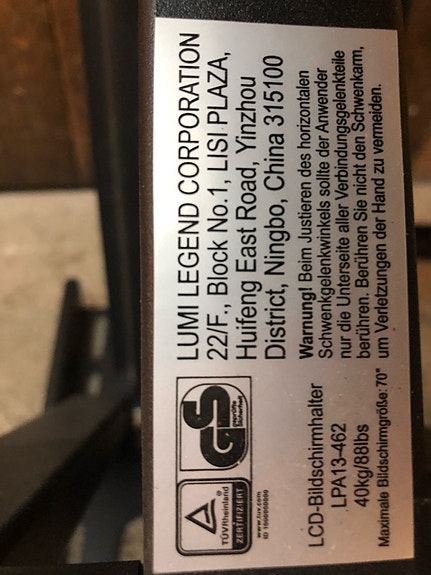 LUMI LEGEND CORPORATION
22/F., Block No.1, LISI PLAZA,
Huifeng East Road, Yinzhou
District, Ningbo, China 315100
Warnung! Beim Justieren des horizontalen
Schwenkgelenkwinkels sollte der Anwender
nur die Unterseite aller Verbindungsgelenkteile
berühren. Berühren Sie nicht den Schwenkarm,
um Verletzungen der Hand zu vermeiden.
TÜVRheinland
ZERTIFIZIERT
www.tuv.com
ID 1000000000
GS
geprüfte
Sicherheit
LCD-Bildschirmhalter
LPA13-462
40kg/88lbs
Maximale Bildschirmgröße: 70"